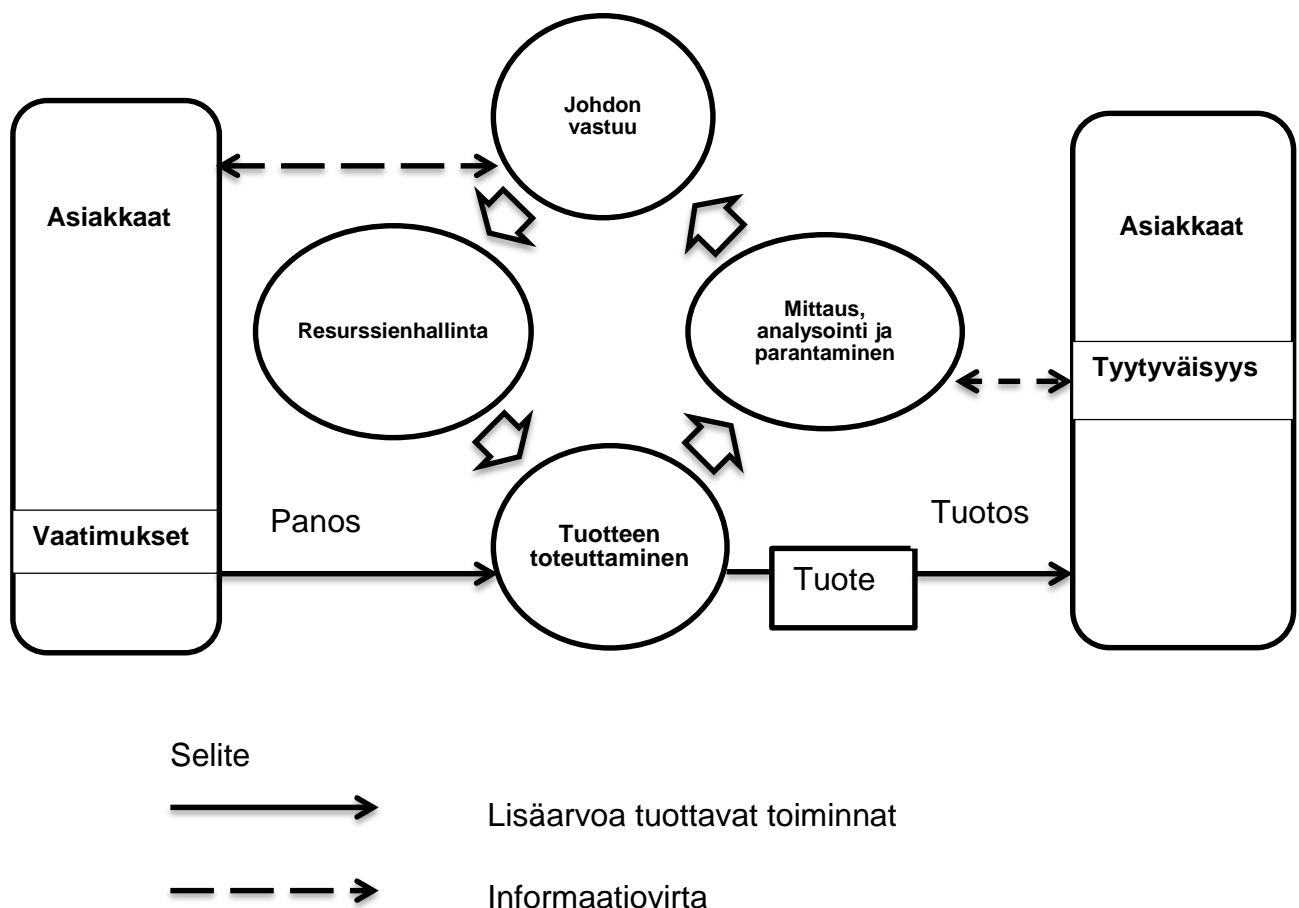 Johdon
vastuu
Asiakkaat
Asiakkaat
Resurssienhallinta
Mittaus,
analysointi ja
parantaminen
Tyytyväisyys
Vaatimukset
Panos
Tuotteen
toteuttaminen
Tuote
Tuotos
Selite
Lisäarvoa tuottavat toiminnat
Informaatiovirta